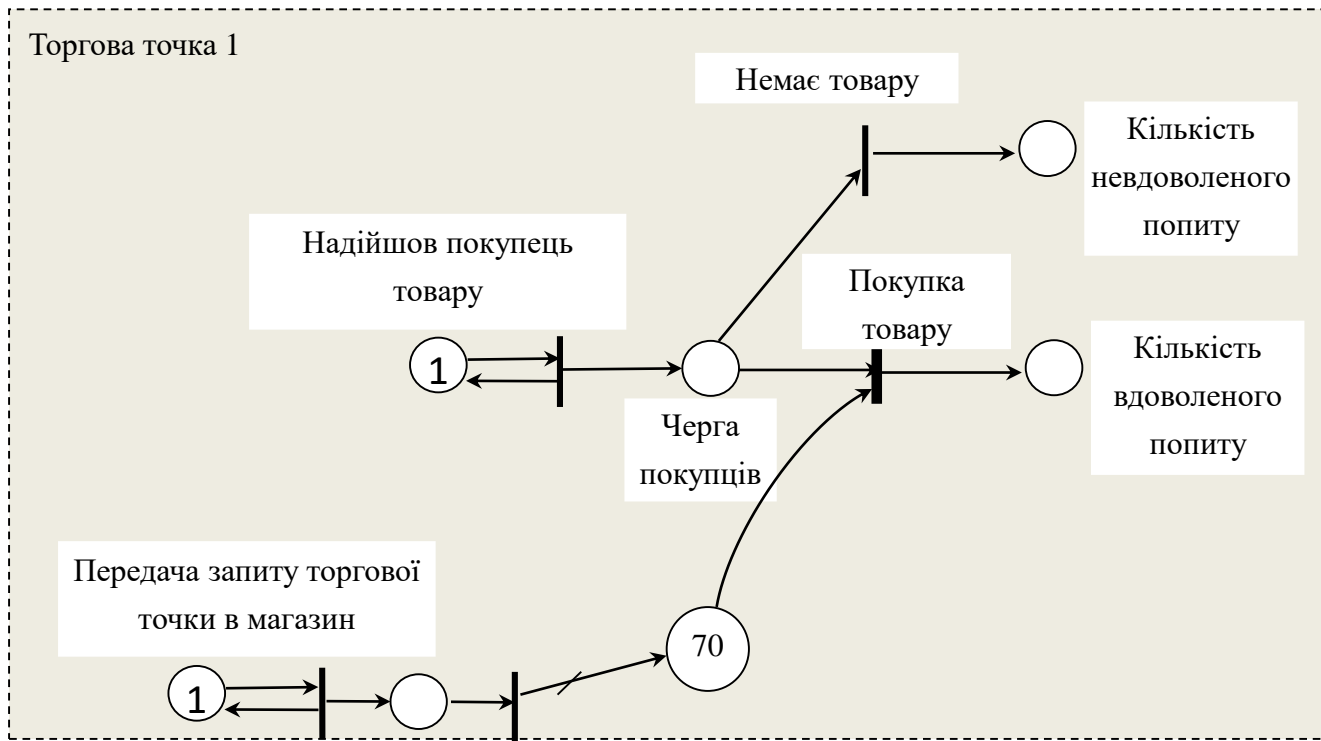 Торгова точка 1
Немає товару
Кількість
невдоволеного
попиту
Надійшов покупець
товару
Покупка
товару
1
Кількість
вдоволеного
попиту
Черга
покупців
Передача запиту торгової
точки в магазин
70
1